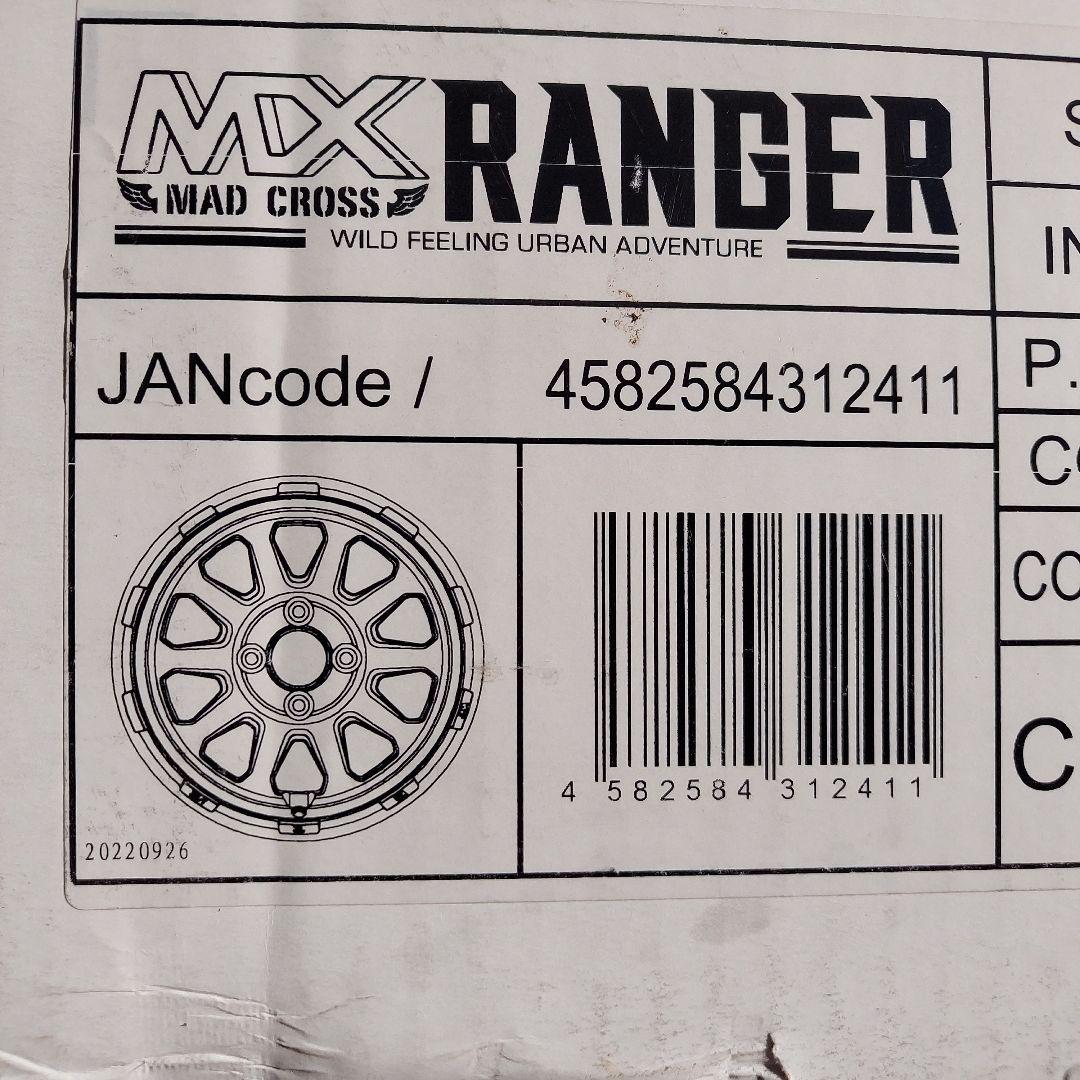 MX RANGER
MAD CROSS
WILD FEELING URBAN ADVENTURE
JANcode / 4582584312411
4 582584 312411
20220926
P.